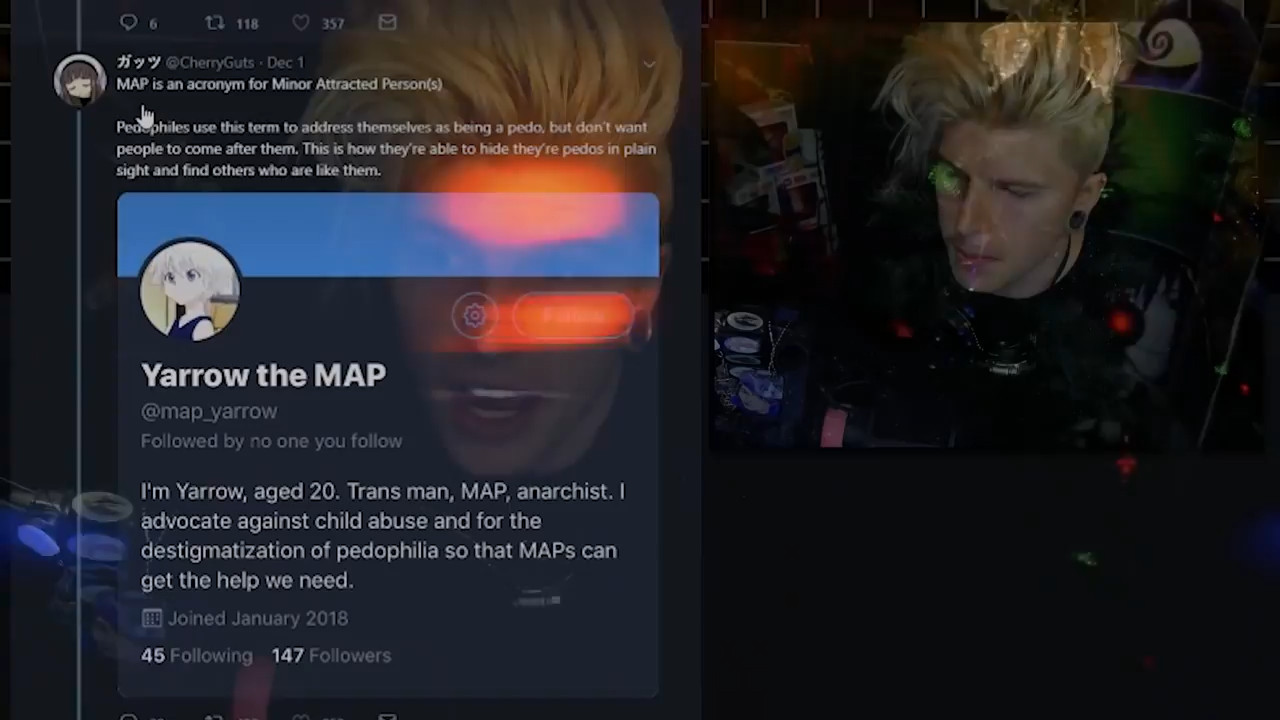 6 118 357
ガッツ @CherryGuts · Dec 1
MAP is an acronym for Minor Attracted Person(s)
Pedophiles use this term to address themselves as being a pedo, but don't want
people to come after them. This is how they're able to hide they're pedos in plain
sight and find others who are like them.
Follow
Yarrow the MAP
@map_yarrow
Followed by no one you follow
I'm Yarrow, aged 20. Trans man, MAP, anarchist. I
advocate against child abuse and for the
destigmatization of pedophilia so that MAPs can
get the help we need.
Joined January 2018
45 Following 147 Followers